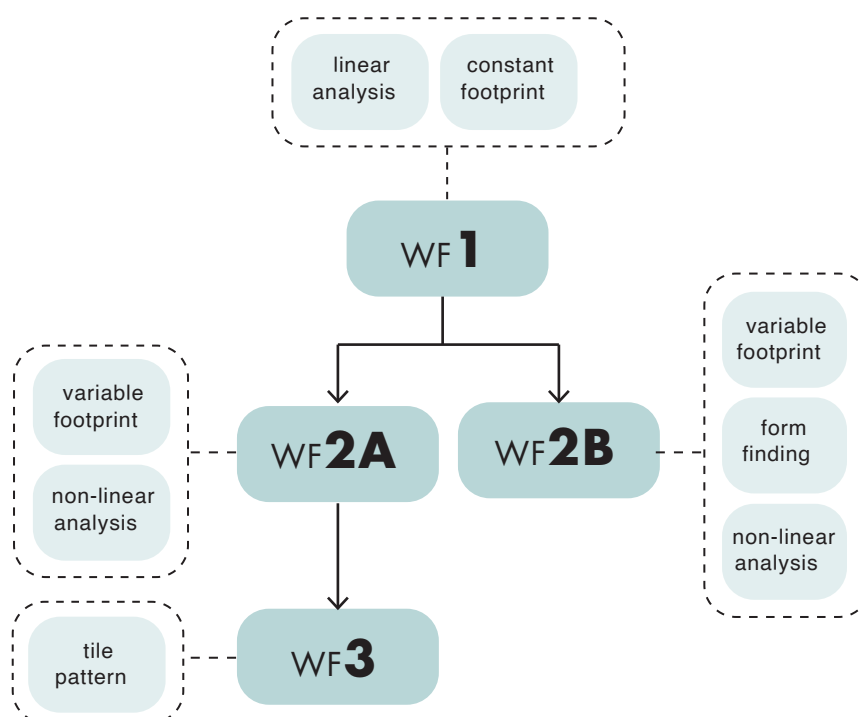 linear
analysis
constant
footprint
WF1
variable
footprint
non-linear
analysis
WF2A
WF2B
variable
footprint
form
finding
non-linear
analysis
tile
pattern
WF3